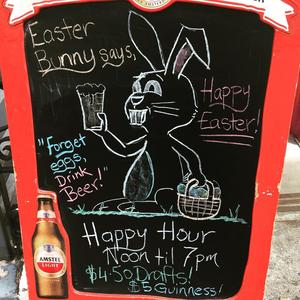 Easter
Bunny says,
Happy
Easter!
"Forget
eggs,
Drink
Beer!"
Happy Hour
Noon til 7pm
$4.50 Drafts!
$5 Guinness!
AMSTEL
LIGHT